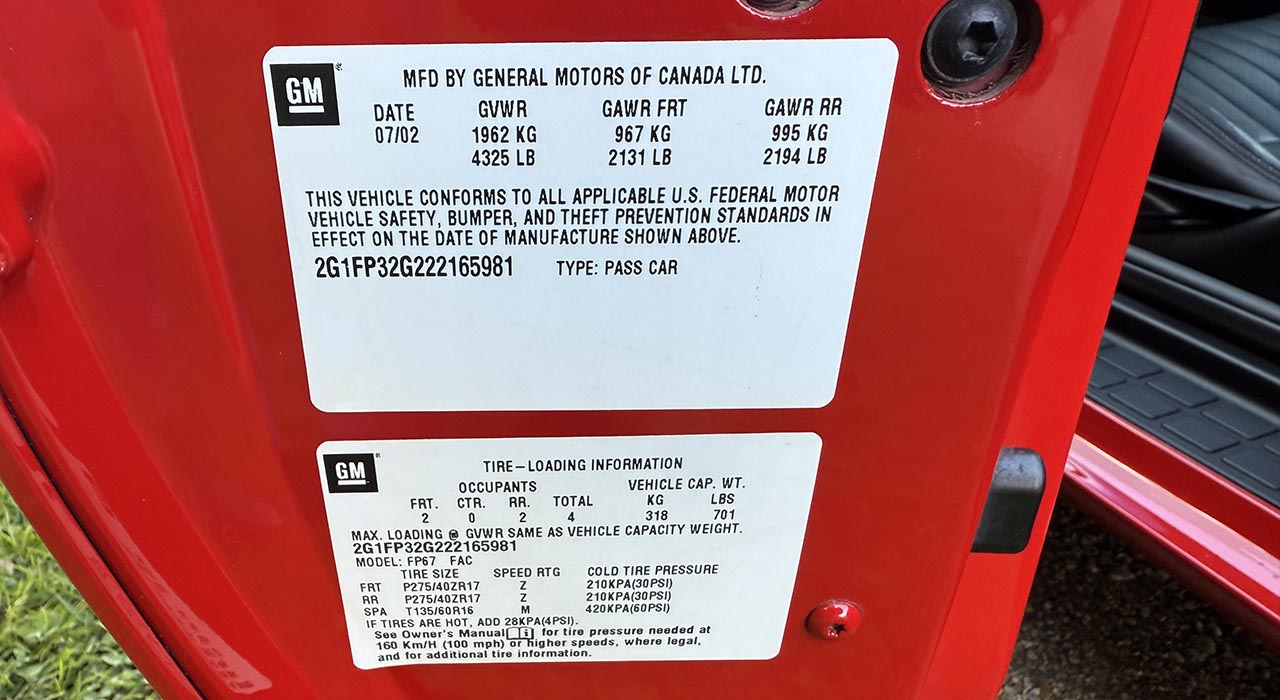 GM
MFD BY GENERAL MOTORS OF CANADA LTD.
DATE GVWR GAWR FRT GAWR RR
07/02 1962 KG 967 KG 995 KG
4325 LB 2131 LB 2194 LB
THIS VEHICLE CONFORMS TO ALL APPLICABLE U.S. FEDERAL MOTOR
VEHICLE SAFETY, BUMPER, AND THEFT PREVENTION STANDARDS IN
EFFECT ON THE DATE OF MANUFACTURE SHOWN ABOVE.
2G1FP32G222165981 TYPE: PASS CAR
GM
TIRE-LOADING INFORMATION
OCCUPANTS VEHICLE CAP. WT.
FRT. CTR. RR. TOTAL KG LBS
2 0 2 4 318 701
MAX. LOADING @ GVWR SAME AS VEHICLE CAPACITY WEIGHT.
2G1FP32G222165981
MODEL: FP67 FAC
TIRE SIZE SPEED RTG COLD TIRE PRESSURE
FRT P275/40ZR17 Z 210KPA(30PSI)
RR P275/40ZR17 Z 210KPA(30PSI)
SPA T135/60R16 M 420KPA(60PSI)
IF TIRES ARE HOT, ADD 28KPA(4PSI).
See Owner's Manual for tire pressure needed at
160 Km/H (100 mph) or higher speeds, where legal,
and for additional tire information.